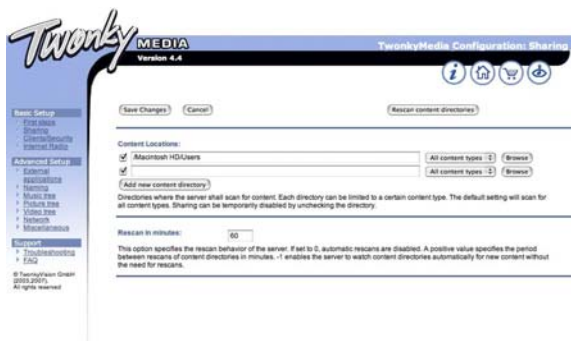 Twonky MEDIA
Version 4.4
TwonkyMedia Configuration: Sharing
Basic Setup
First steps
Sharing
Clients/Security
Internet Radio
Advanced Setup
External applications
Naming
Music tree
Picture tree
Video tree
Network
Miscellaneous
Support
Troubleshooting
FAQ
© TwonkyVision GmbH
(2003,2007),
All rights reserved
Save Changes Cancel Rescan content directories
Content Locations:
/Macintosh HD/Users All content types Browse
All content types Browse
Add new content directory
Directories where the server shall scan for content. Each directory can be limited to a certain content type. The default setting will scan for
all content types. Sharing can be temporarily disabled by unchecking the directory.
Rescan in minutes: 60
This option specifies the rescan behavior of the server. If set to 0, automatic rescans are disabled. A positive value specifies the period
between rescans of content directories in minutes. -1 enables the server to watch content directories automatically for new content without
the need for rescans.